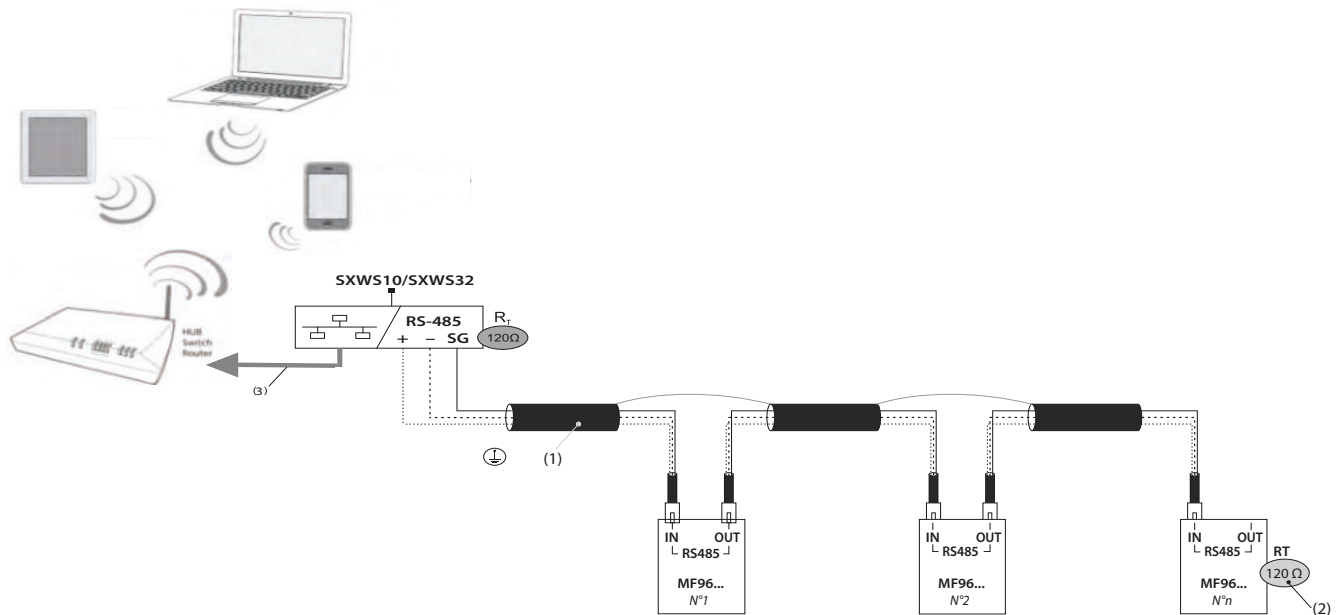 SXWS10/SXWS32
RS-485
+ – SG
RT
120Ω
HUB
Switch
Router
(3)
(1)
IN OUT
RS485
MF96...
N°1
IN OUT
RS485
MF96...
N°2
IN OUT
RS485
MF96...
N°n
RT
120 Ω
(2)